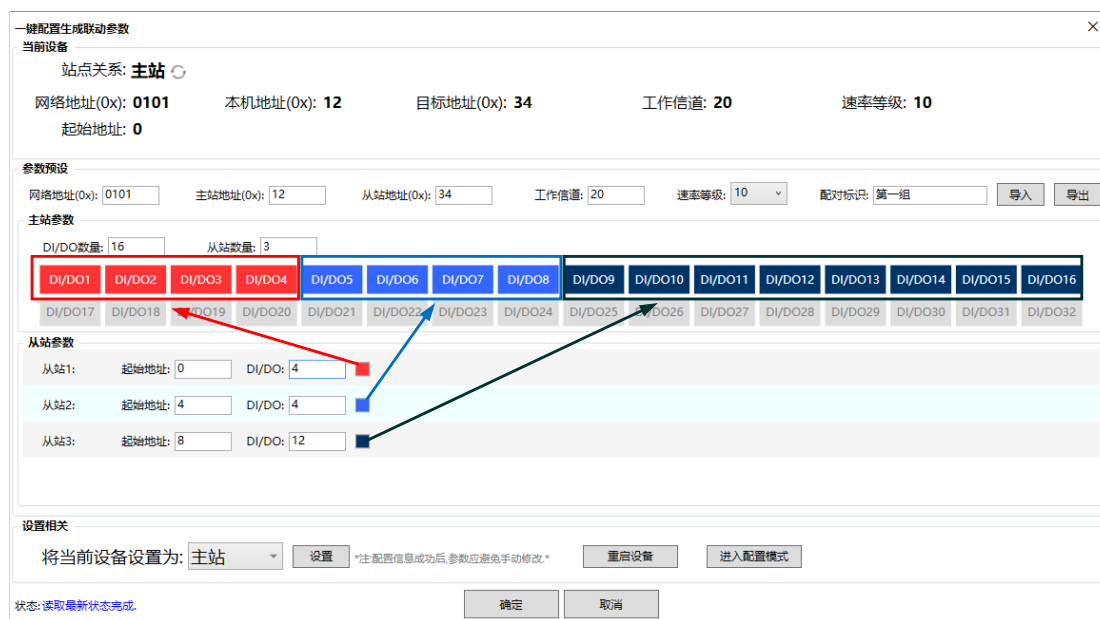 一键配置生成联动参数
当前设备
站点关系: 主站
网络地址(0x): 0101 本机地址(0x): 12 目标地址(0x): 34 工作信道: 20 速率等级: 10
起始地址: 0
参数预设
网络地址(0x): 0101 主站地址(0x): 12 从站地址(0x): 34 工作信道: 20 速率等级: 10 配对标识: 第一组 导入 导出
主站参数
DI/DO数量: 16 从站数量: 3
DI/DO1 DI/DO2 DI/DO3 DI/DO4 DI/DO5 DI/DO6 DI/DO7 DI/DO8 DI/DO9 DI/DO10 DI/DO11 DI/DO12 DI/DO13 DI/DO14 DI/DO15 DI/DO16
DI/DO17 DI/DO18 DI/DO19 DI/DO20 DI/DO21 DI/DO22 DI/DO23 DI/DO24 DI/DO25 DI/DO26 DI/DO27 DI/DO28 DI/DO29 DI/DO30 DI/DO31 DI/DO32
从站参数
从站1: 起始地址: 0 DI/DO: 4
从站2: 起始地址: 4 DI/DO: 4
从站3: 起始地址: 8 DI/DO: 12
设置相关
将当前设备设置为: 主站 设置 *注:配置信息成功后,参数应避免手动修改.* 重启设备 进入配置模式
状态: 读取最新状态完成. 确定 取消